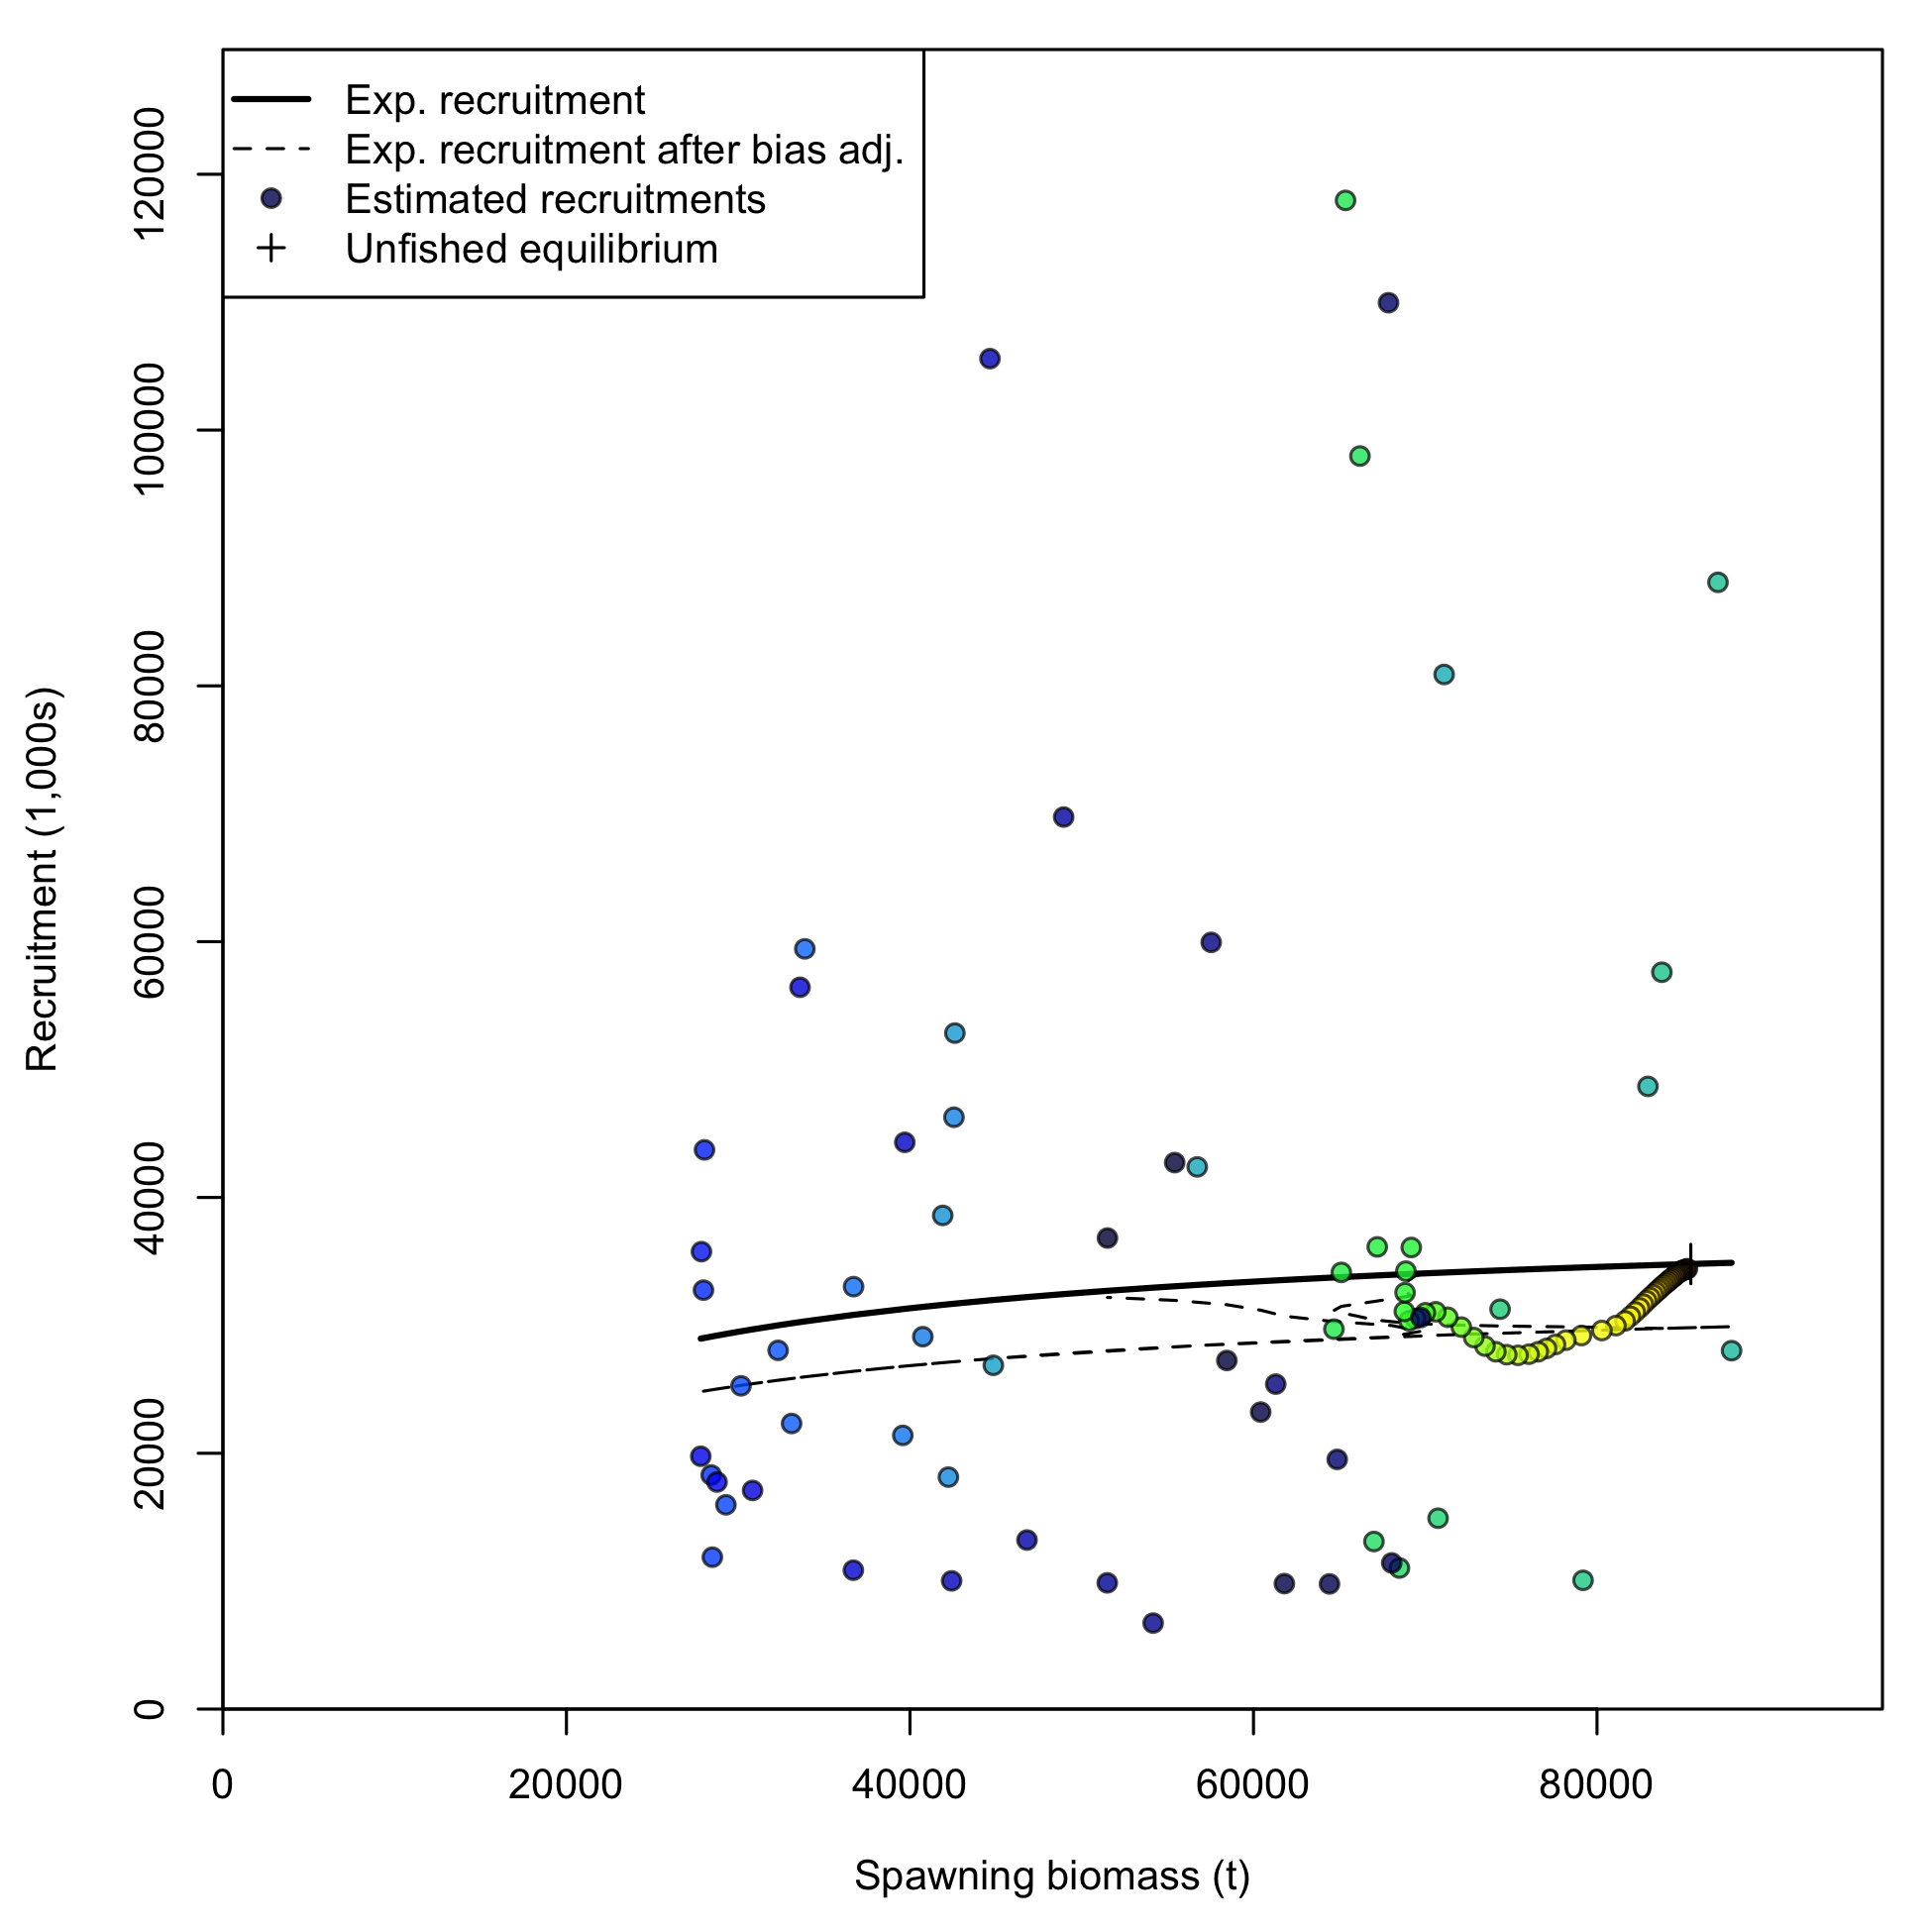 Exp. recruitment
Exp. recruitment after bias adj.
Estimated recruitments
Unfished equilibrium
120000
100000
80000
60000
40000
20000
0
Recruitment (1,000s)
0 20000 40000 60000 80000
Spawning biomass (t)